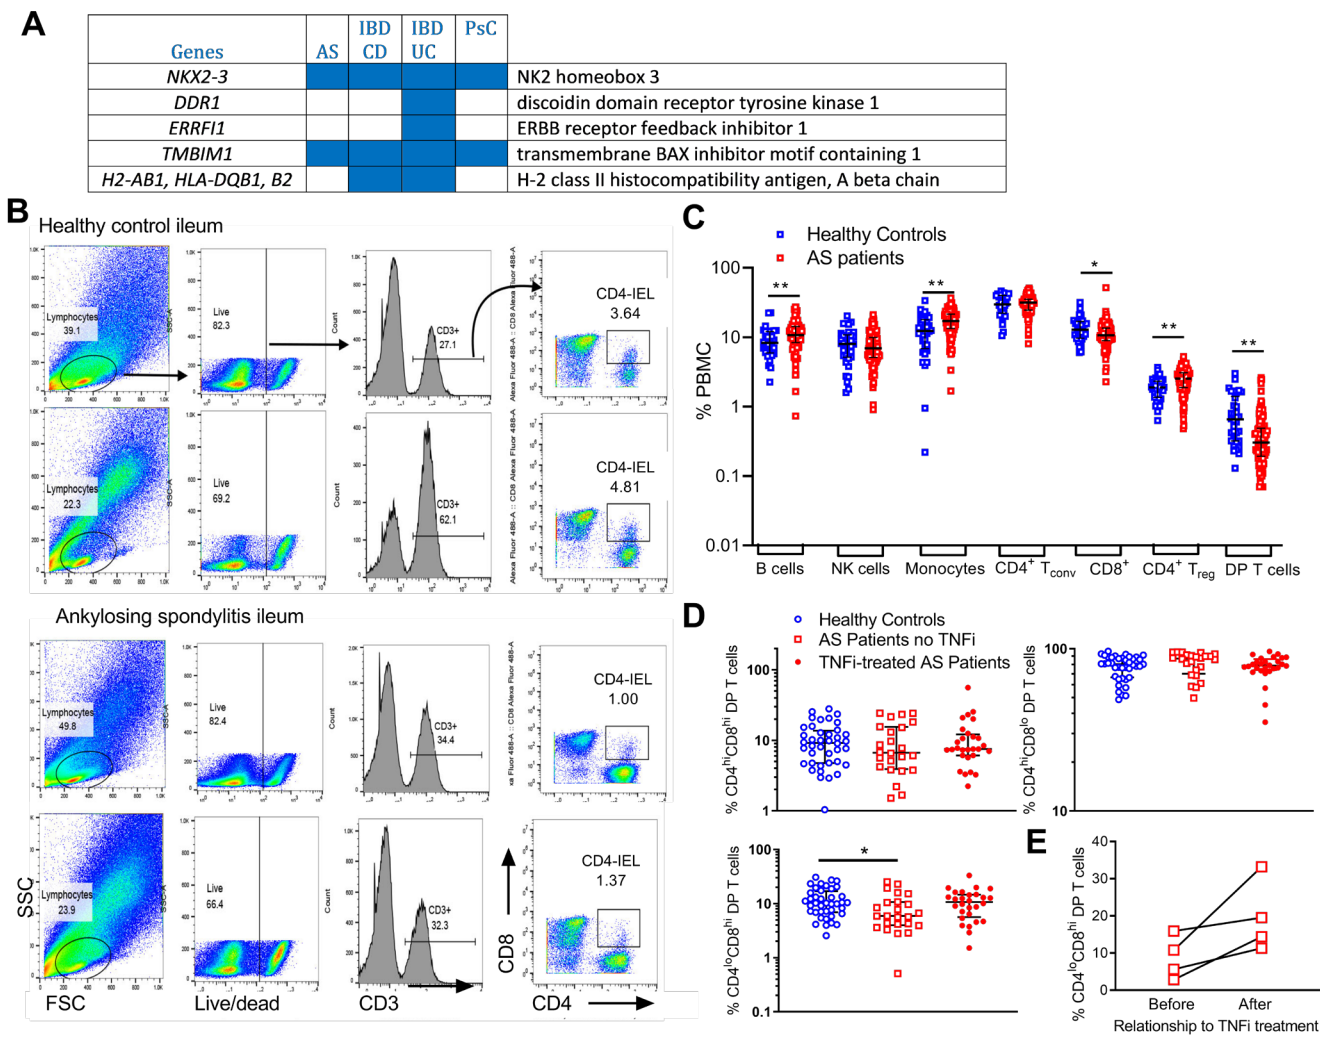 A
Genes AS IBD CD IBD UC PsC
NKX2-3 NK2 homeobox 3
DDR1 discoidin domain receptor tyrosine kinase 1
ERRFI1 ERBB receptor feedback inhibitor 1
TMBIM1 transmembrane BAX inhibitor motif containing 1
H2-AB1, HLA-DQB1, B2 H-2 class II histocompatibility antigen, A beta chain
B
Healthy control ileum
Lymphocytes
39.1
Live
82.3
Count
CD3+
27.1
CD4-IEL
3.64
Lymphocytes
22.3
Live
69.2
Count
CD3+
62.1
CD4-IEL
4.81
Ankylosing spondylitis ileum
Lymphocytes
49.8
Live
82.4
Count
CD3+
34.4
CD4-IEL
1.00
Lymphocytes
23.9
Live
66.4
Count
CD3+
32.3
CD4-IEL
1.37
SSC
CD8
FSC
Live/dead
CD3
CD4
C
Healthy Controls
AS patients
% PBMC
100
10
1
0.1
0.01
** ** * ** **
B cells NK cells Monocytes CD4+ Tconv CD8+ CD4+ Treg DP T cells
D
Healthy Controls
AS Patients no TNFi
TNFi-treated AS Patients
% CD4hiCD8hi DP T cells
100
10
1
% CD4hiCD8lo DP T cells
100
10
% CD4loCD8hi DP T cells
100
10
1
0.1
*
E
% CD4loCD8hi DP T cells
40
30
20
10
0
Before After
Relationship to TNFi treatment